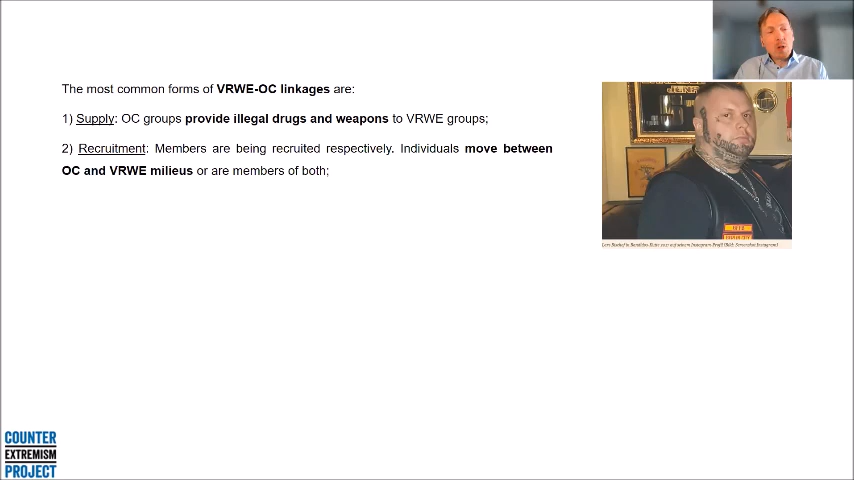 The most common forms of VRWE-OC linkages are:
1) Supply: OC groups provide illegal drugs and weapons to VRWE groups;
2) Recruitment: Members are being recruited respectively. Individuals move between
OC and VRWE milieus or are members of both;
COUNTER
EXTREMISM
PROJECT